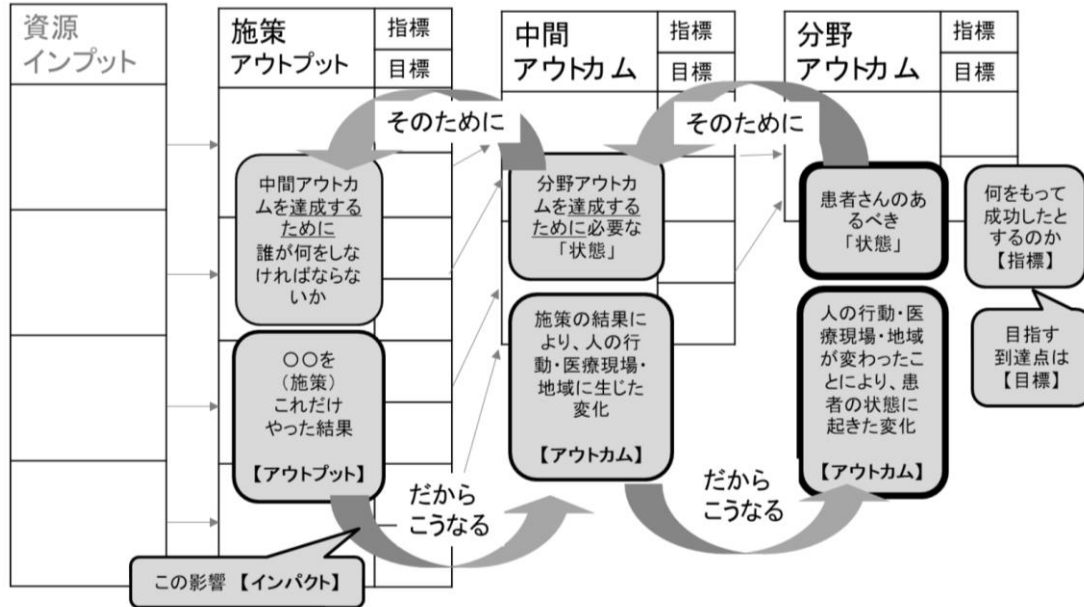 資源
インプット
施策
アウトプット
指標
目標
中間
アウトカム
指標
目標
分野
アウトカム
指標
目標
そのために
そのために
中間アウトカ
ムを達成する
ために
誰が何をしな
ければならな
いか
分野アウトカ
ムを達成する
ために必要な
「状態」
患者さんのあ
るべき
「状態」
何をもって
成功したと
するのか
【指標】
〇〇を
(施策)
これだけ
やった結果
【アウトプット】
施策の結果に
より、人の行
動・医療現場・
地域に生じた
変化
【アウトカム】
人の行動・医
療現場・地域
が変わったこ
とにより、患
者の状態に
起きた変化
【アウトカム】
目指す
到達点は
【目標】
だから
こうなる
だから
こうなる
この影響 【インパクト】